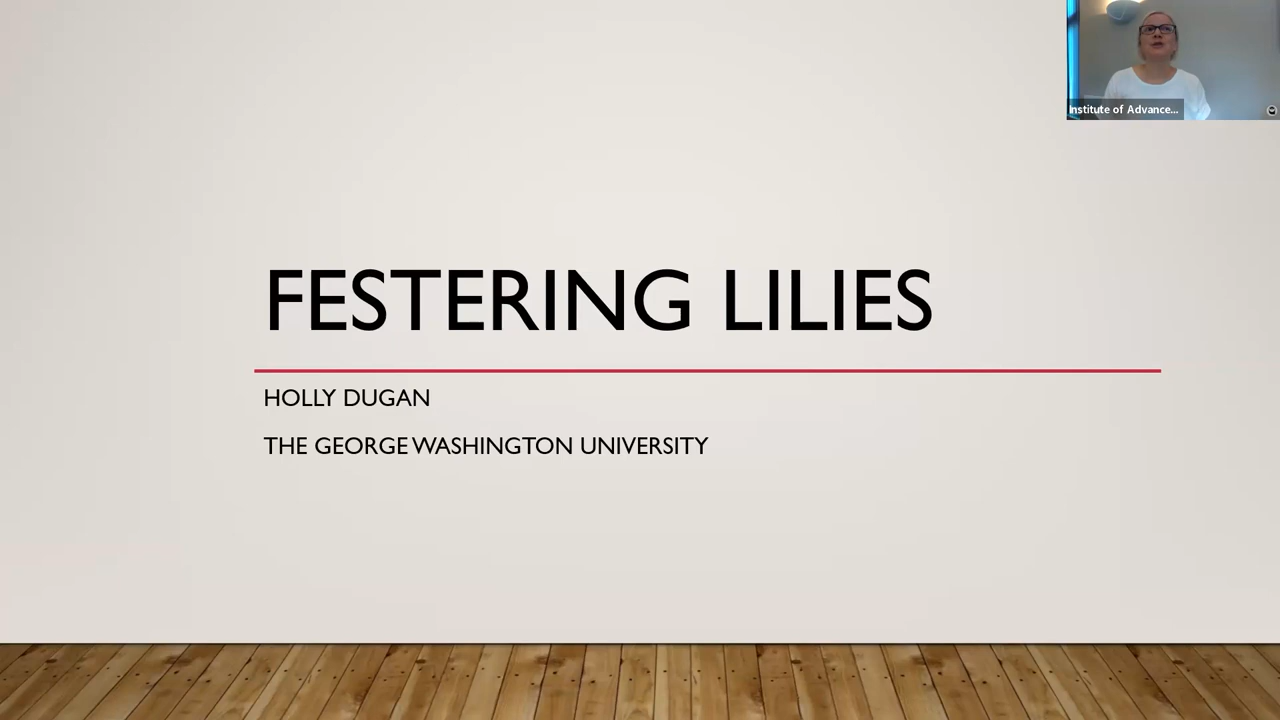 Institute of Advance...
FESTERING LILIES
HOLLY DUGAN
THE GEORGE WASHINGTON UNIVERSITY